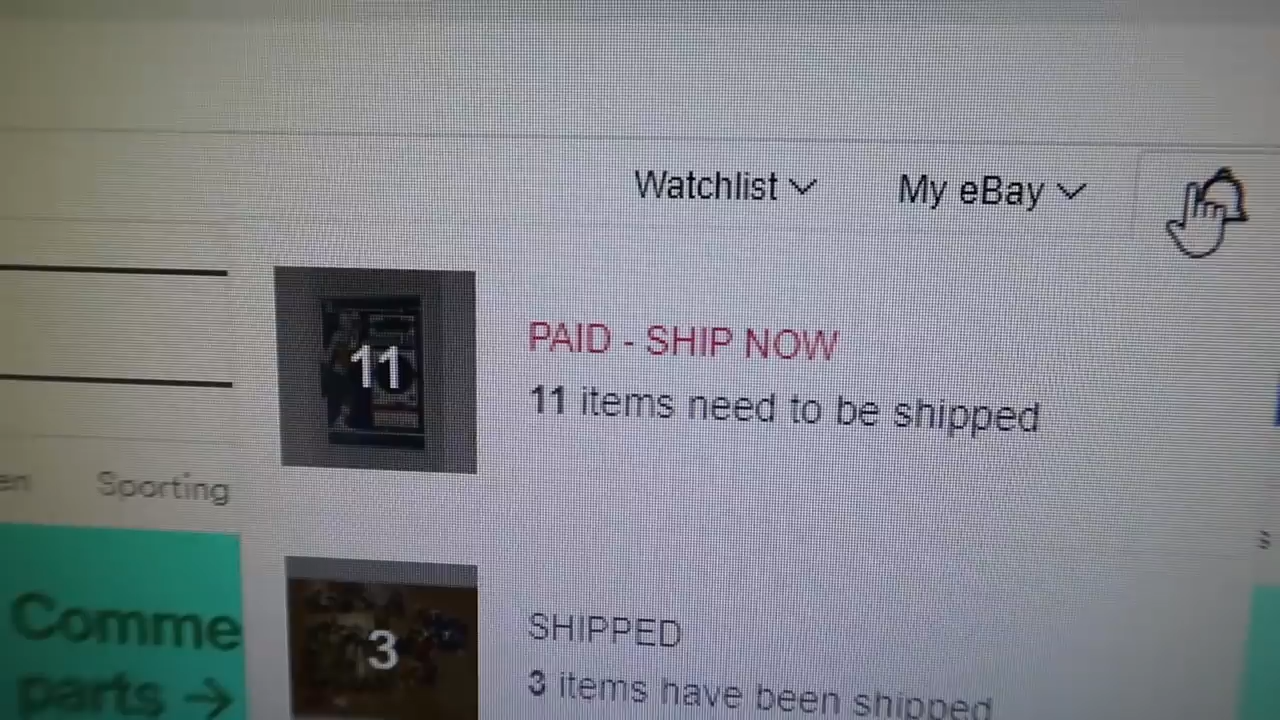 Watchlist
My eBay
11
PAID - SHIP NOW
11 items need to be shipped
Sporting
Comme
parts →
3
SHIPPED
3 items have been shipped